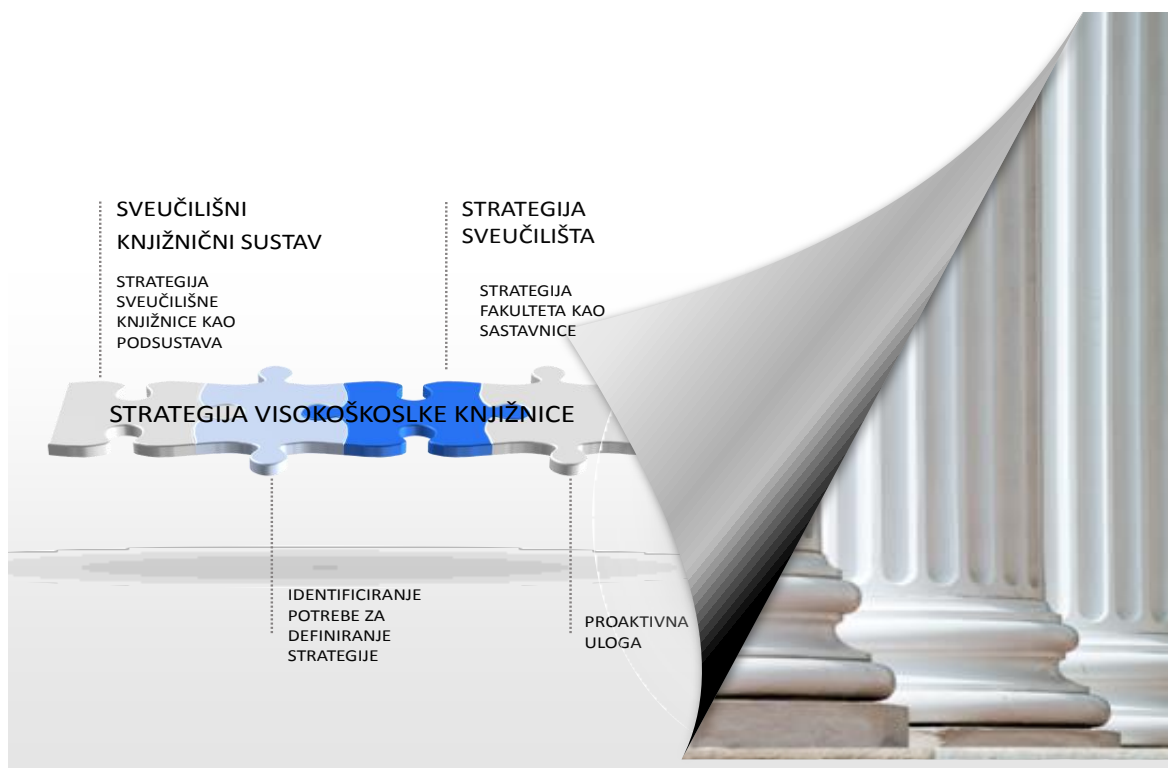 SVEUČILIŠNI
KNJIŽNIČNI SUSTAV
STRATEGIJA
SVEUČILIŠNE
KNJIŽNICE KAO
PODSUSTAVA
STRATEGIJA
SVEUČILIŠTA
STRATEGIJA
FAKULTETA KAO
SASTAVNICE
STRATEGIJA VISOKOŠKOSLKE KNJIŽNICE
IDENTIFICIRANJE
POTREBE ZA
DEFINIRANJE
STRATEGIJE
PROAKTIVNA
ULOGA